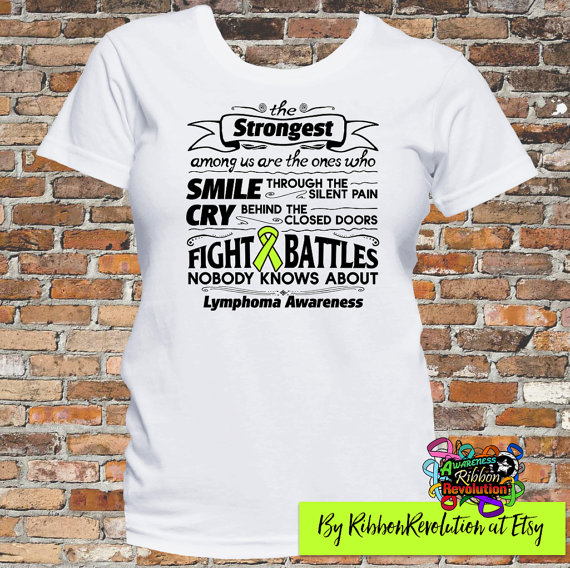 the
Strongest
among us are the ones who
SMILE THROUGH THE SILENT PAIN
CRY BEHIND THE CLOSED DOORS
FIGHT BATTLES
NOBODY KNOWS ABOUT
Lymphoma Awareness
AWARENESS
Ribbon
Revolution
By RibbonRevolution at Etsy